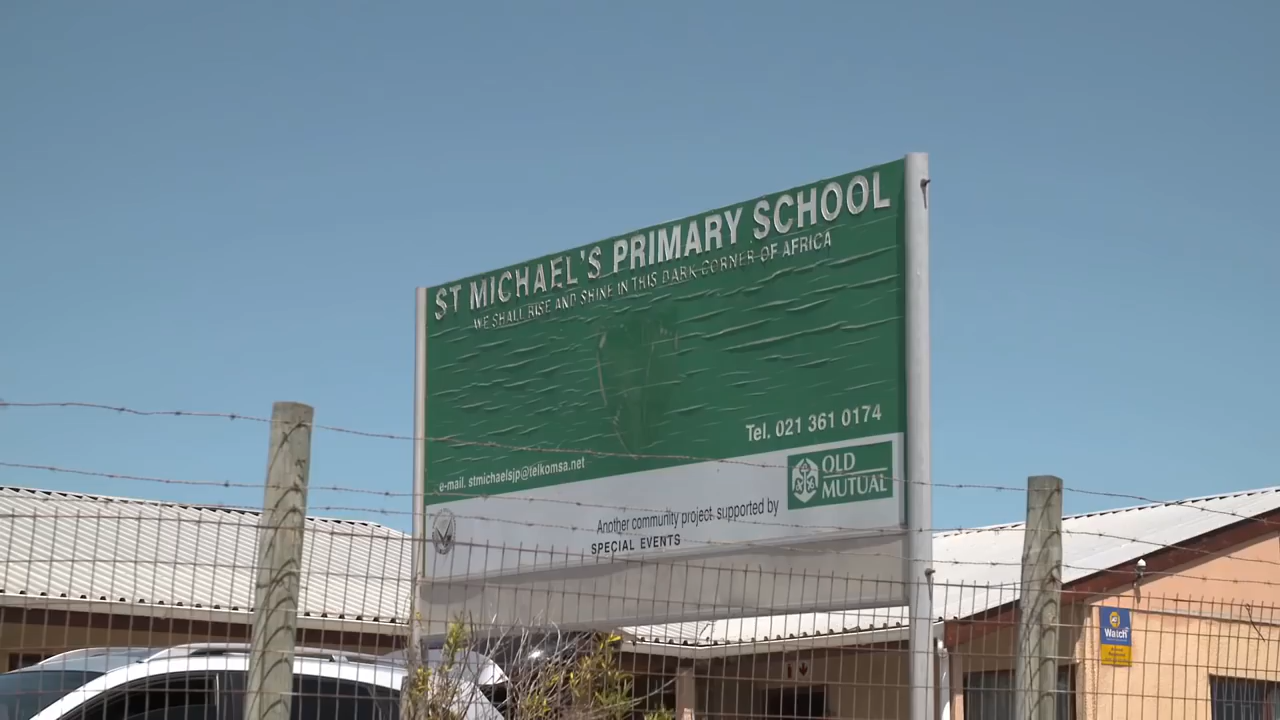 ST MICHAEL'S PRIMARY SCHOOL
WE SHALL RISE AND SHINE IN THIS DARK CORNER OF AFRICA
Tel. 021 361 0174
e-mail. stmichaelsjp@telkomsa.net
OLD
MUTUAL
Another community project supported by
SPECIAL EVENTS
Watch